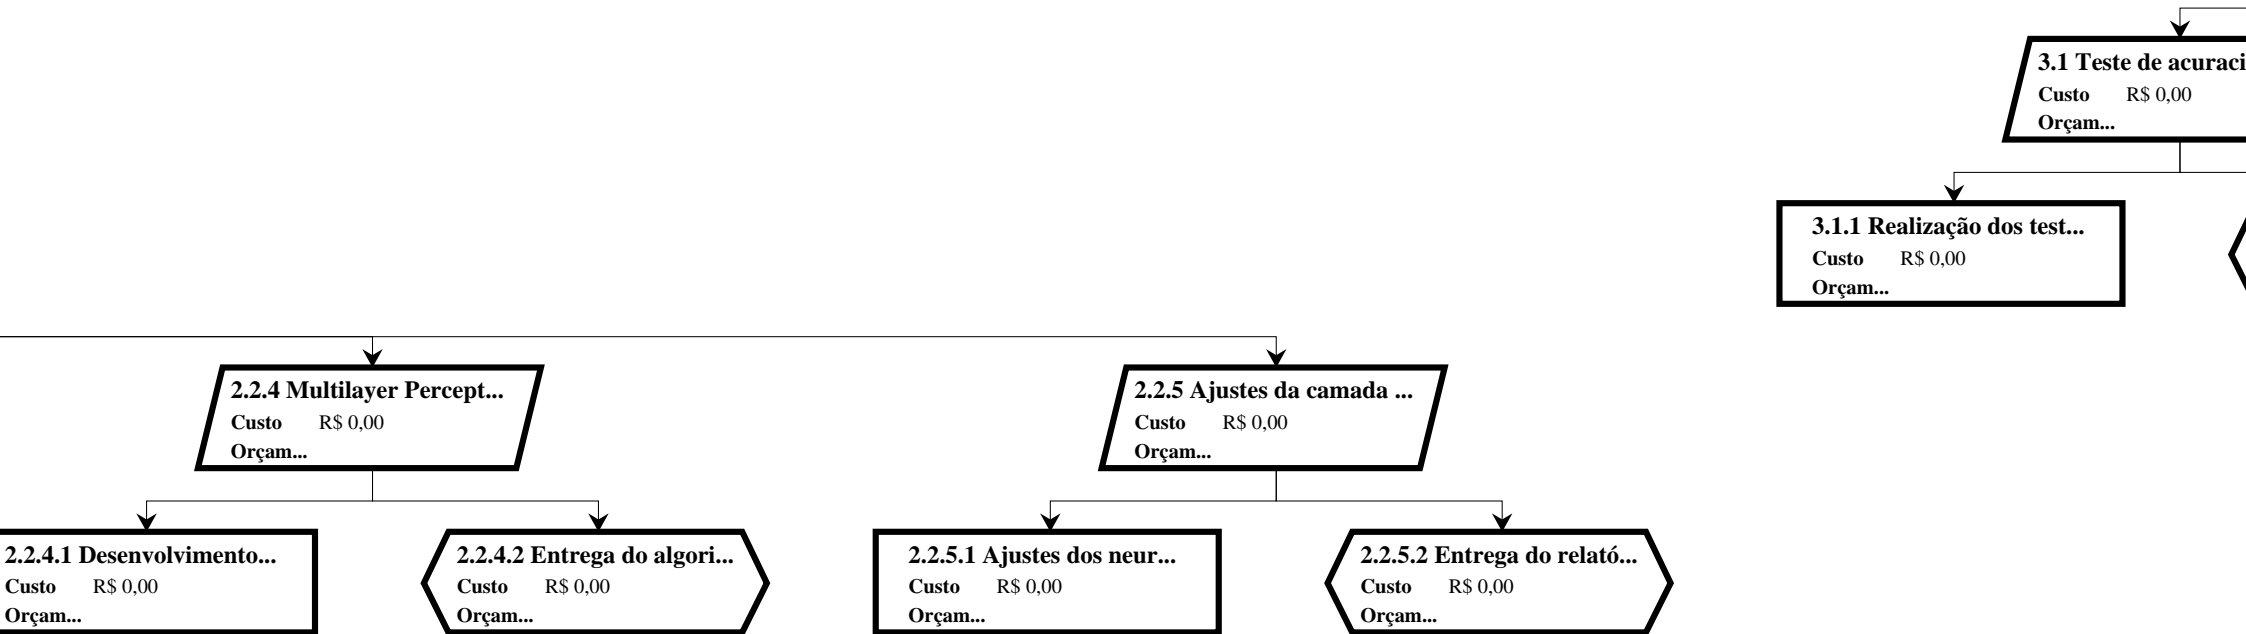 3.1 Teste de acuraci
Custo R$ 0,00
Orçam...
3.1.1 Realização dos test...
Custo R$ 0,00
Orçam...
2.2.4 Multilayer Percept...
Custo R$ 0,00
Orçam...
2.2.5 Ajustes da camada ...
Custo R$ 0,00
Orçam...
2.2.4.1 Desenvolvimento...
Custo R$ 0,00
Orçam...
2.2.4.2 Entrega do algori...
Custo R$ 0,00
Orçam...
2.2.5.1 Ajustes dos neur...
Custo R$ 0,00
Orçam...
2.2.5.2 Entrega do relató...
Custo R$ 0,00
Orçam...